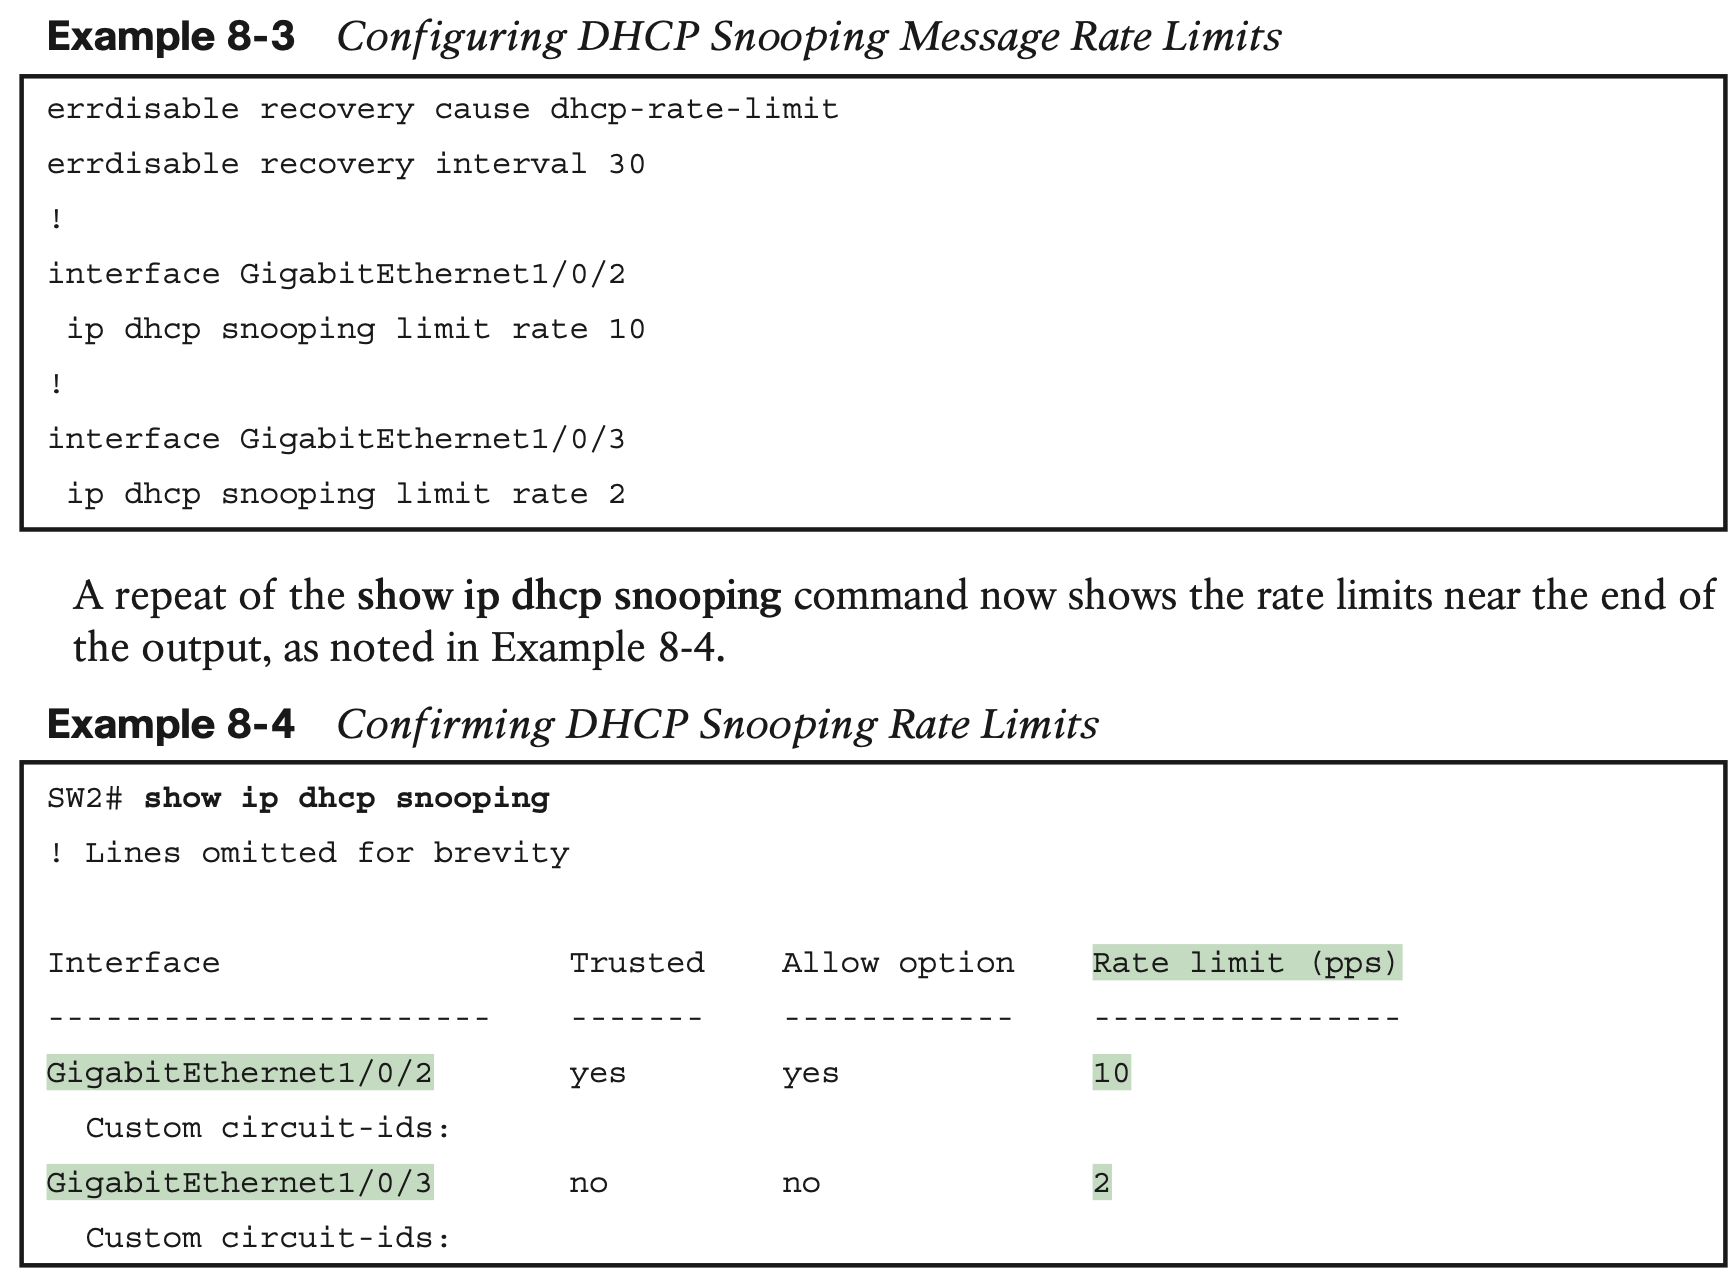 Example 8-3 Configuring DHCP Snooping Message Rate Limits
errdisable recovery cause dhcp-rate-limit
errdisable recovery interval 30
!
interface GigabitEthernet1/0/2
 ip dhcp snooping limit rate 10
!
interface GigabitEthernet1/0/3
 ip dhcp snooping limit rate 2
A repeat of the show ip dhcp snooping command now shows the rate limits near the end of
the output, as noted in Example 8-4.
Example 8-4 Confirming DHCP Snooping Rate Limits
SW2# show ip dhcp snooping
! Lines omitted for brevity
Interface Trusted Allow option Rate limit (pps)
----------------------- ------- ------------ ----------------
GigabitEthernet1/0/2 yes yes 10
  Custom circuit-ids:
GigabitEthernet1/0/3 no no 2
  Custom circuit-ids: